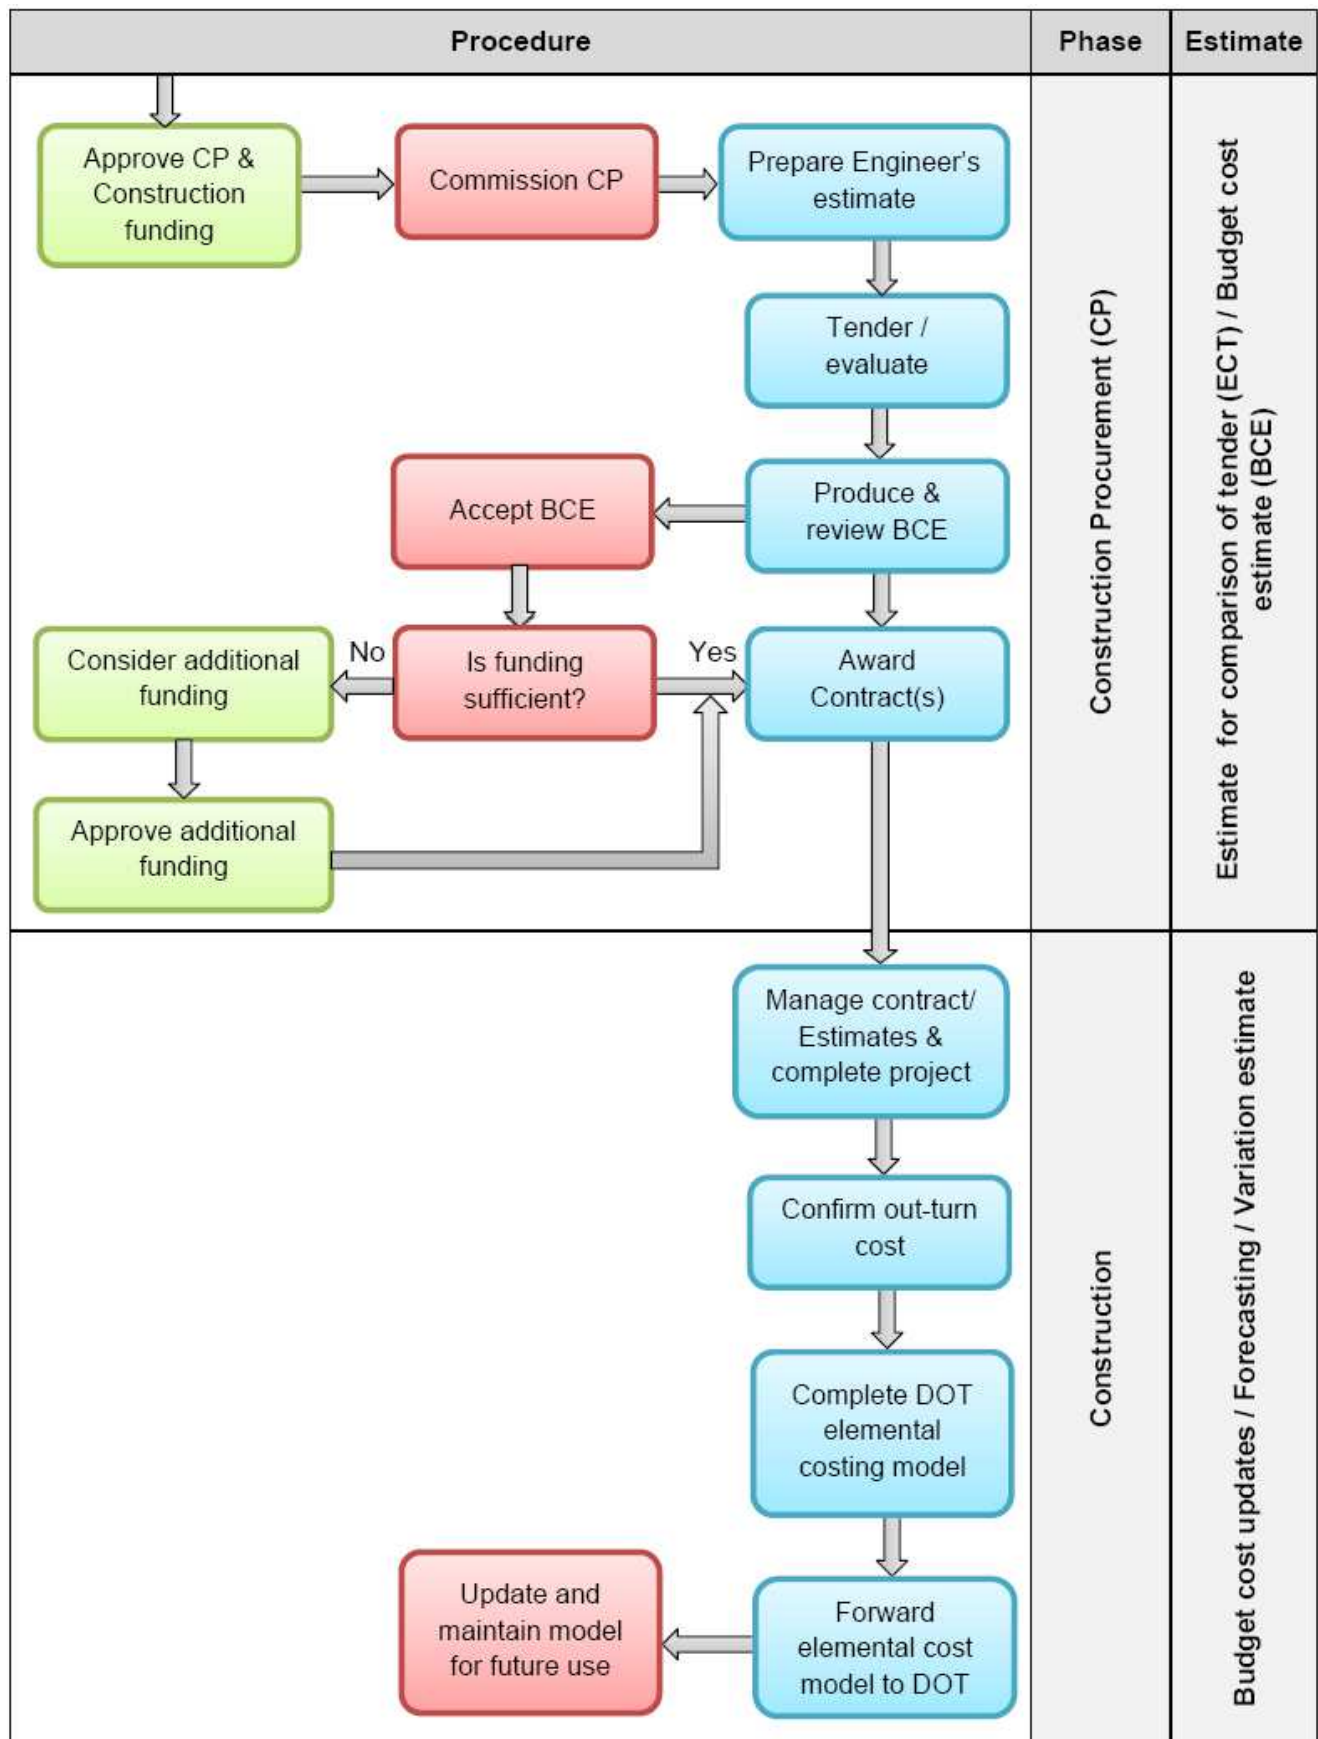 Procedure
Phase
Estimate
Approve CP &
Construction
funding
Commission CP
Prepare Engineer's
estimate
Tender /
evaluate
Accept BCE
Produce &
review BCE
Consider additional
funding
No
Is funding
sufficient?
Yes
Award
Contract(s)
Approve additional
funding
Construction Procurement (CP)
Estimate for comparison of tender (ECT) / Budget cost
estimate (BCE)
Manage contract/
Estimates &
complete project
Confirm out-turn
cost
Complete DOT
elemental
costing model
Update and
maintain model
for future use
Forward
elemental cost
model to DOT
Construction
Budget cost updates / Forecasting / Variation estimate